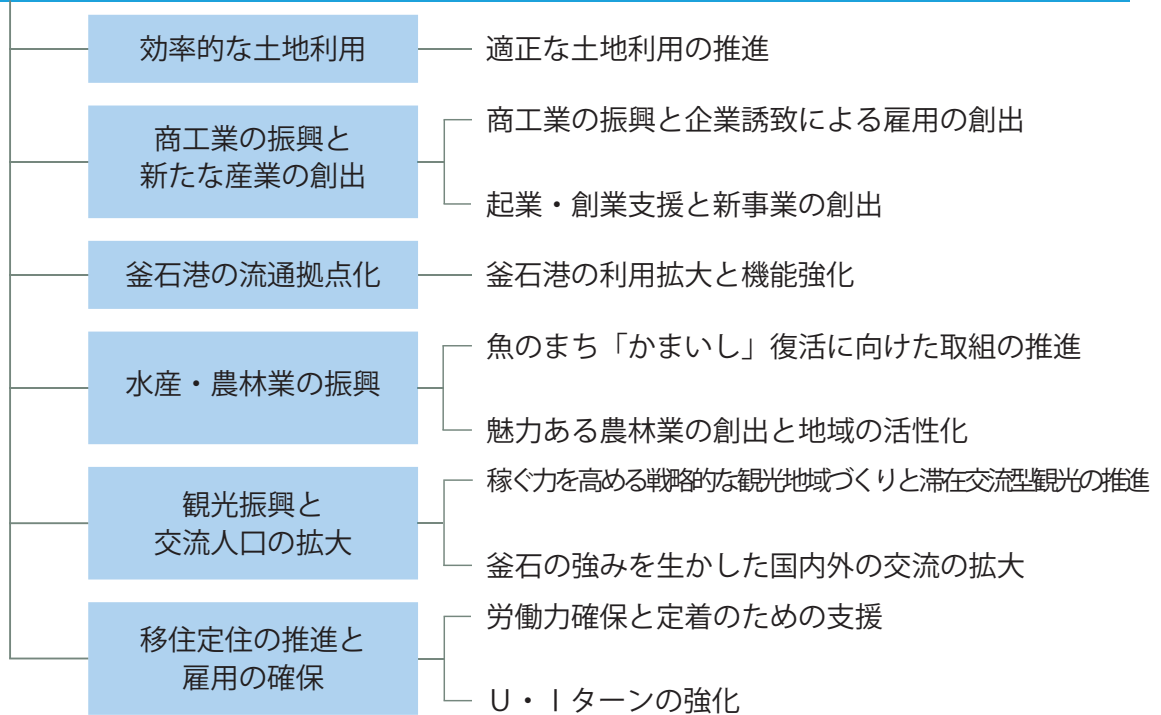 効率的な土地利用
適正な土地利用の推進
商工業の振興と
新たな産業の創出
商工業の振興と企業誘致による雇用の創出
起業・創業支援と新事業の創出
釜石港の流通拠点化
釜石港の利用拡大と機能強化
水産・農林業の振興
魚のまち「かまいし」復活に向けた取組の推進
魅力ある農林業の創出と地域の活性化
観光振興と
交流人口の拡大
稼ぐ力を高める戦略的な観光地域づくりと滞在交流型観光の推進
釜石の強みを生かした国内外の交流の拡大
移住定住の推進と
雇用の確保
労働力確保と定着のための支援
U・Iターンの強化